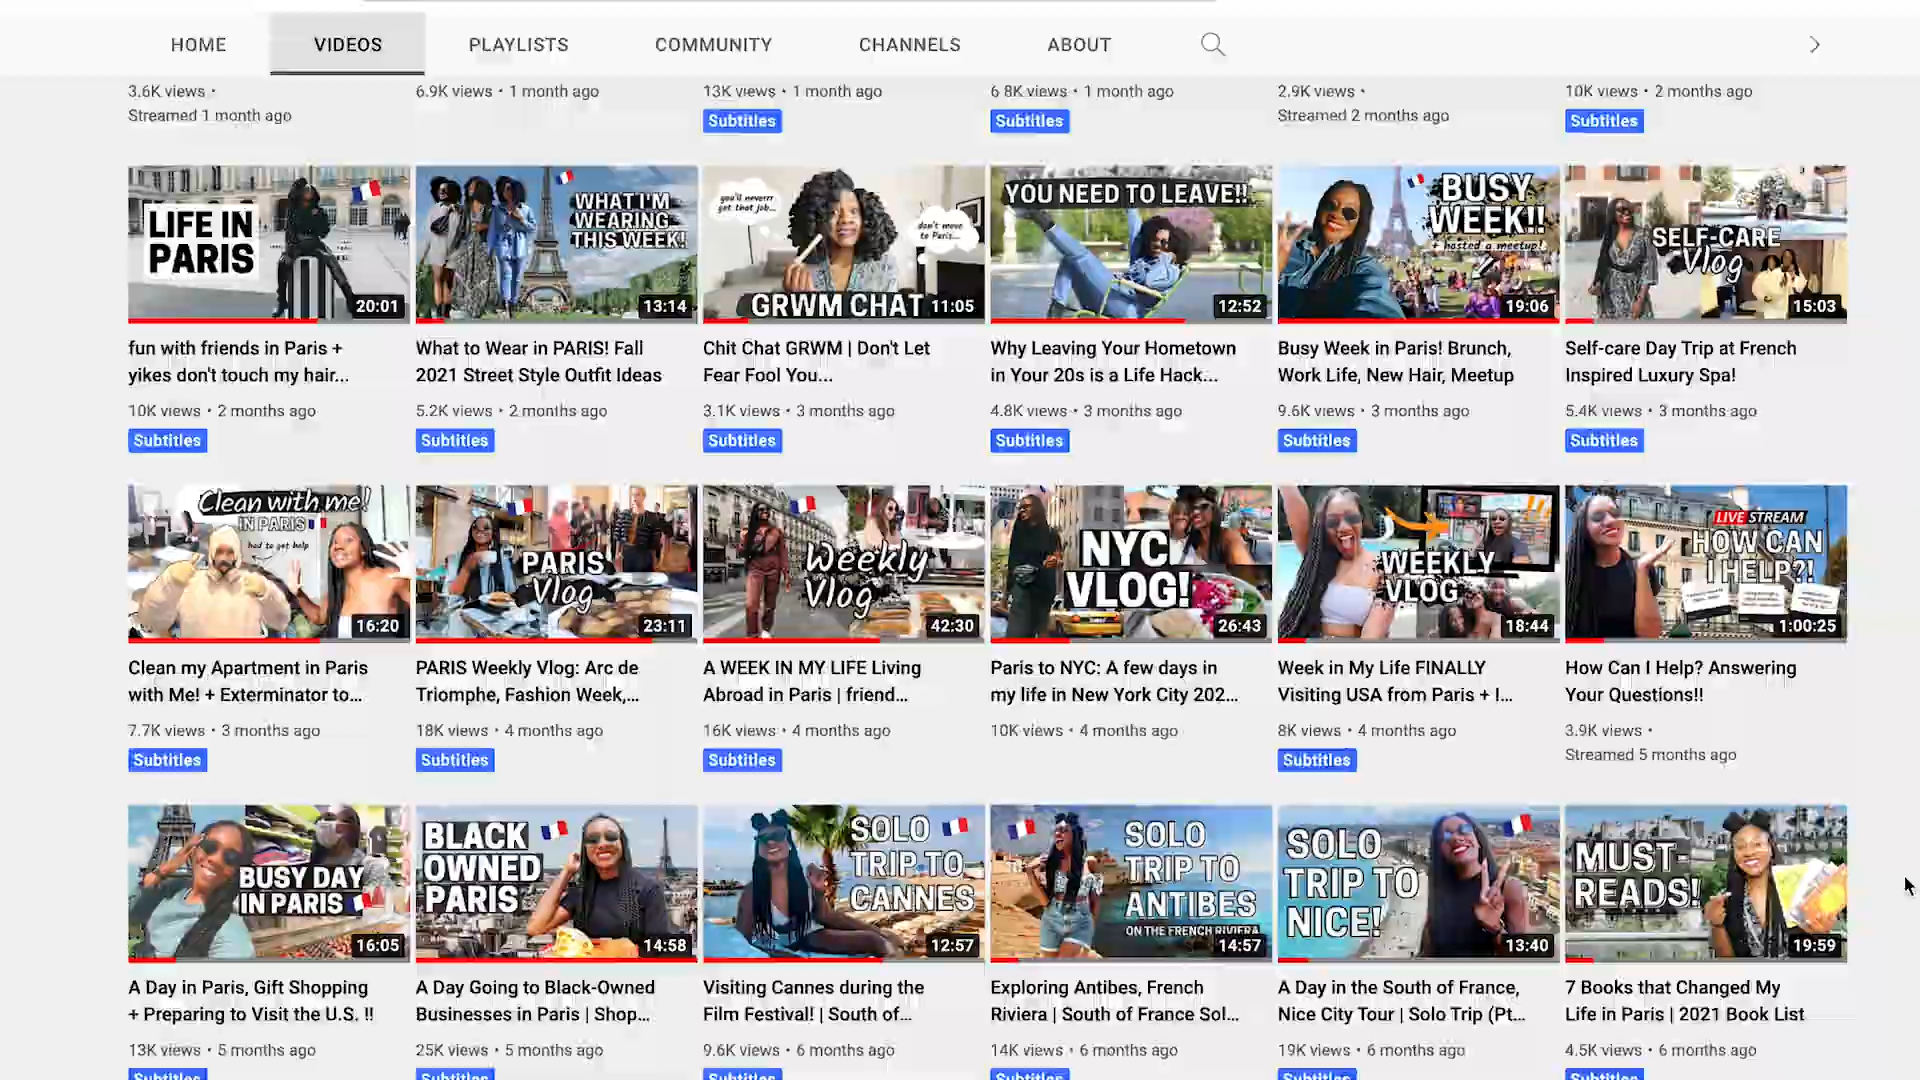 HOME VIDEOS PLAYLISTS COMMUNITY CHANNELS ABOUT
3.6K views •
Streamed 1 month ago
6.9K views • 1 month ago
13K views • 1 month ago
Subtitles
6 8K views • 1 month ago
Subtitles
2.9K views •
Streamed 2 months ago
10K views • 2 months ago
Subtitles
LIFE IN
PARIS
20:01
fun with friends in Paris +
yikes don't touch my hair...
10K views • 2 months ago
Subtitles
WHAT I'M
WEARING
THIS WEEK!
13:14
What to Wear in PARIS! Fall
2021 Street Style Outfit Ideas
5.2K views • 2 months ago
Subtitles
you'll neverrr
get that job...
don't move
to Paris...
GRWM CHAT
11:05
Chit Chat GRWM | Don't Let
Fear Fool You...
3.1K views • 3 months ago
Subtitles
YOU NEED TO LEAVE!!
12:52
Why Leaving Your Hometown
in Your 20s is a Life Hack...
4.8K views • 3 months ago
Subtitles
BUSY
WEEK!!
+ hosted a meetup!
19:06
Busy Week in Paris! Brunch,
Work Life, New Hair, Meetup
9.6K views • 3 months ago
Subtitles
SELF-CARE
Vlog
15:03
Self-care Day Trip at French
Inspired Luxury Spa!
5.4K views • 3 months ago
Subtitles
Clean with me!
IN PARIS
had to get help
16:20
Clean my Apartment in Paris
with Me! + Exterminator to...
7.7K views • 3 months ago
Subtitles
PARIS
Vlog
23:11
PARIS Weekly Vlog: Arc de
Triomphe, Fashion Week,...
18K views • 4 months ago
Subtitles
Weekly
Vlog
42:30
A WEEK IN MY LIFE Living
Abroad in Paris | friend...
16K views • 4 months ago
Subtitles
NYC
VLOG!
26:43
Paris to NYC: A few days in
my life in New York City 202...
10K views • 4 months ago
WEEKLY
VLOG
18:44
Week in My Life FINALLY
Visiting USA from Paris + I...
8K views • 4 months ago
Subtitles
LIVE STREAM
HOW CAN
I HELP?!
1:00:25
How Can I Help? Answering
Your Questions!!
3.9K views •
Streamed 5 months ago
BUSY DAY
IN PARIS
16:05
A Day in Paris, Gift Shopping
+ Preparing to Visit the U.S. !!
13K views • 5 months ago
Subtitles
BLACK
OWNED
PARIS
14:58
A Day Going to Black-Owned
Businesses in Paris | Shop...
25K views • 5 months ago
Subtitles
SOLO
TRIP TO
CANNES
12:57
Visiting Cannes during the
Film Festival! | South of...
9.6K views • 6 months ago
Subtitles
SOLO
TRIP TO
ANTIBES
ON THE FRENCH RIVIERA
14:57
Exploring Antibes, French
Riviera | South of France Sol...
14K views • 6 months ago
Subtitles
SOLO
TRIP TO
NICE!
13:40
A Day in the South of France,
Nice City Tour | Solo Trip (Pt...
19K views • 6 months ago
Subtitles
MUST-
READS!
19:59
7 Books that Changed My
Life in Paris | 2021 Book List
4.5K views • 6 months ago
Subtitles